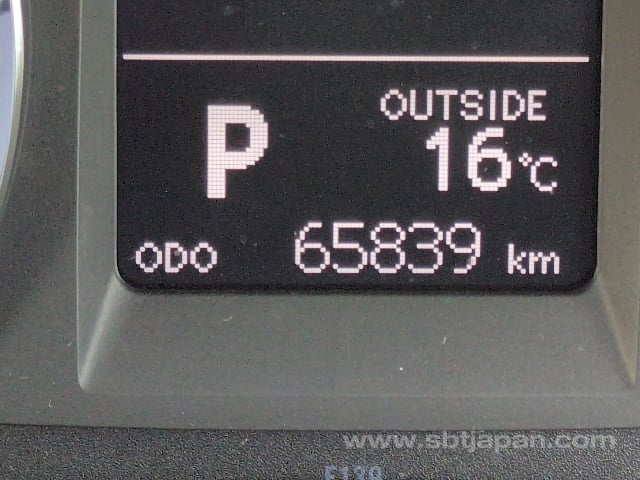 OUTSIDE
P 16°C
ODO 65839 km
www.sbtjapan.com